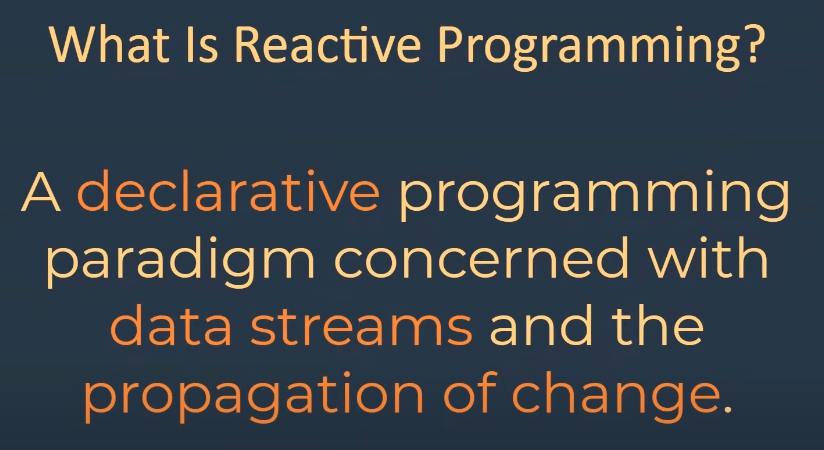 What Is Reactive Programming?
A declarative programming
paradigm concerned with
data streams and the
propagation of change.